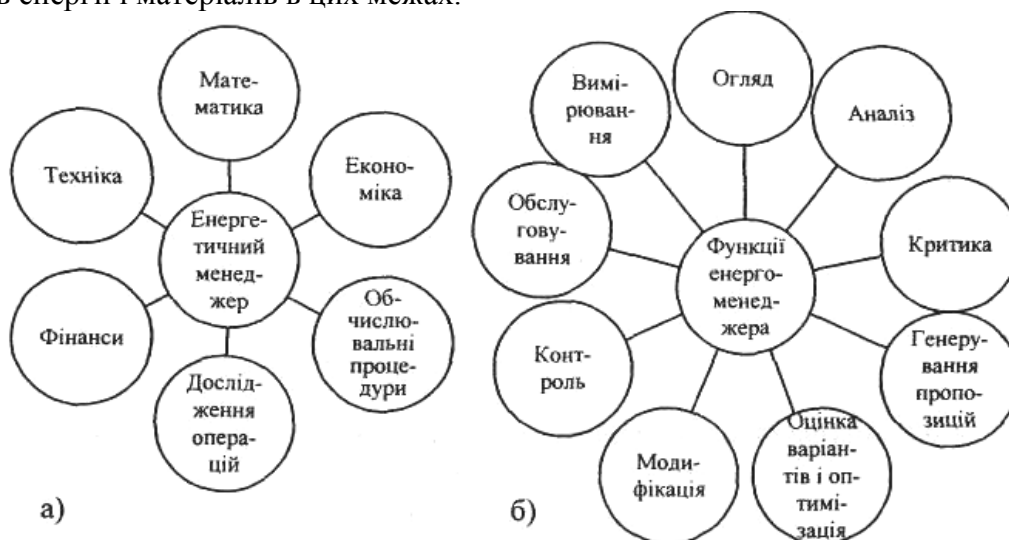 в енергії і матеріалів в цих межах.
Мате-
матика
Техніка
Еконо-
міка
Енерге-
тичний
менед-
жер
Фінанси
Об-
числю-
вальні
проце-
дури
Дослід-
ження
опера-
цій
а)
Вимі-
рюван-
ня
Огляд
Аналіз
Обслу-
гову-
вання
Функції
енерго-
менед-
жера
Критика
Конт-
роль
Генеру-
вання
пропо-
зицій
Моди-
фікація
Оцінка
варіан-
тів і оп-
тимі-
зація
б)